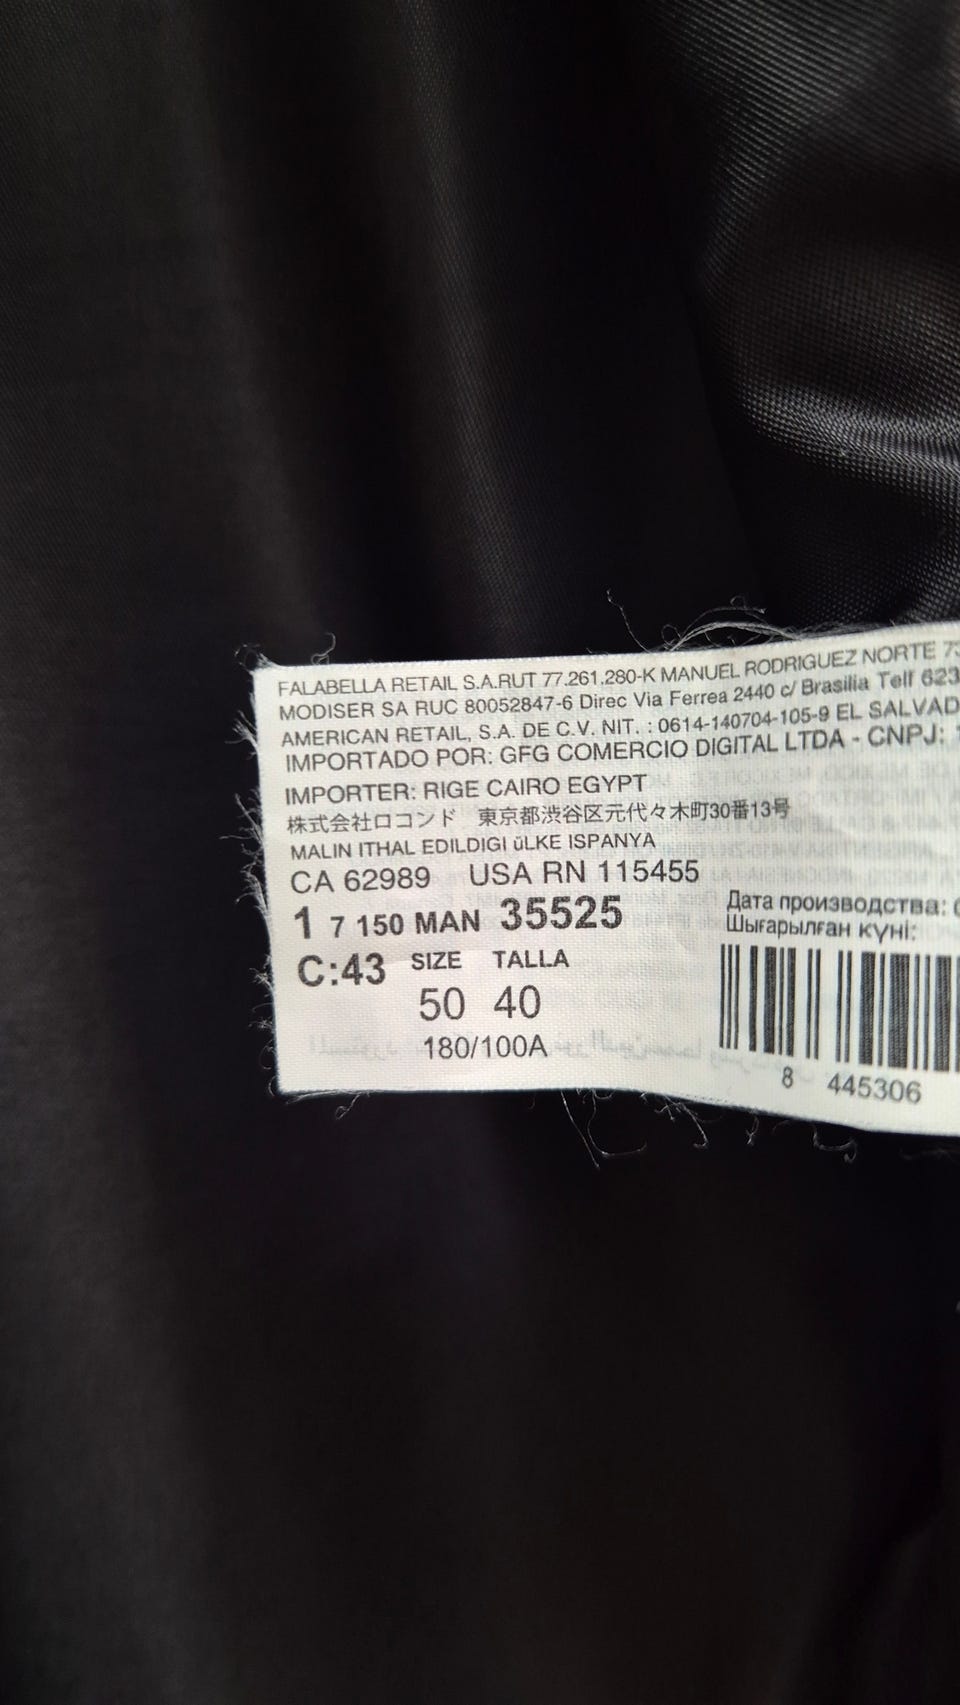 FALABELLA RETAIL S.A.RUT 77.261.280-K MANUEL RODRIGUEZ NORTE
MODISER SA RUC 80052847-6 Direc Via Ferrea 2440 c/ Brasilia Telf 623
AMERICAN RETAIL, S.A. DE C.V. NIT. : 0614-140704-105-9 EL SALVAD
IMPORTADO POR: GFG COMERCIO DIGITAL LTDA - CNPJ:
IMPORTER: RIGE CAIRO EGYPT
株式会社ロコンド 東京都渋谷区元代々木町30番13号
MALIN ITHAL EDILDIGI üLKE ISPANYA
CA 62989 USA RN 115455
1 7 150 MAN 35525
Дата производства:
Шығарылған күні:
C:43 SIZE TALLA
50 40
180/100A
8 445306